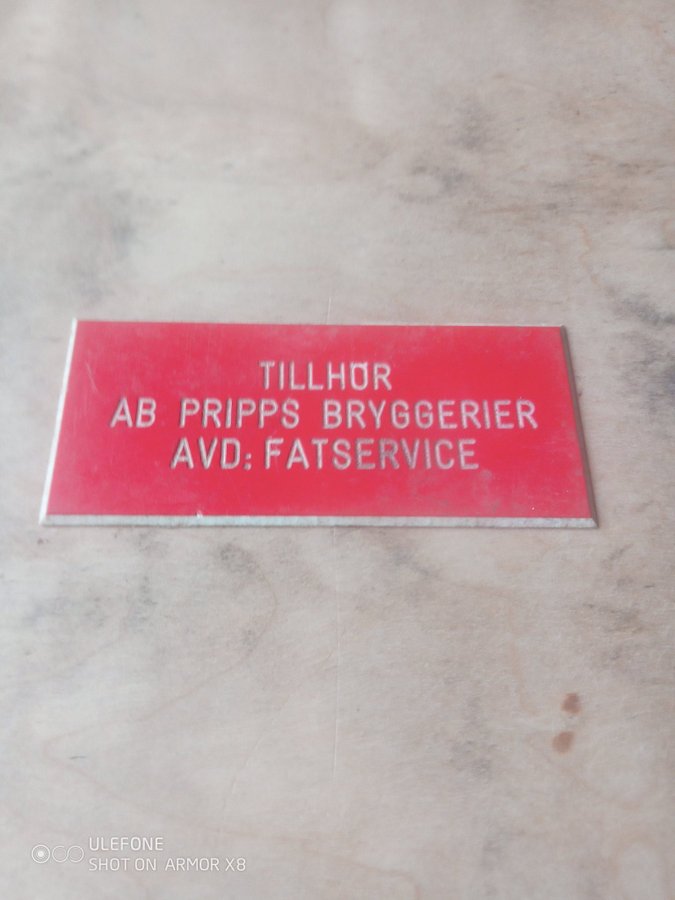 TILLHÖR
AB PRIPPS BRYGGERIER
AVD: FATSERVICE
ULEFONE
SHOT ON ARMOR X8